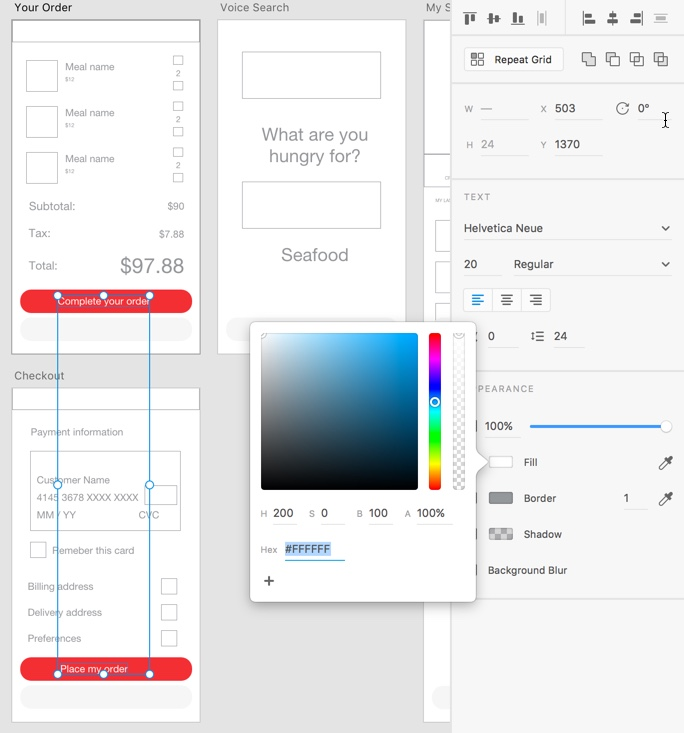 Your Order
Meal name
$12
2
Meal name
$12
2
Meal name
$12
2
Subtotal: $90
Tax: $7.88
Total: $97.88
Complete your order
Voice Search
What are you
hungry for?
Seafood
My S
Checkout
Payment information
Customer Name
4145 3678 XXXX XXXX
MM / YY CVC
Remeber this card
Billing address
Delivery address
Preferences
Place my order
Repeat Grid
W — X 503 0°
H 24 Y 1370
TEXT
Helvetica Neue
20 Regular
0 24
PEARANCE
100%
Fill
Border 1
Shadow
Background Blur
H 200 S 0 B 100 A 100%
Hex #FFFFFF
+